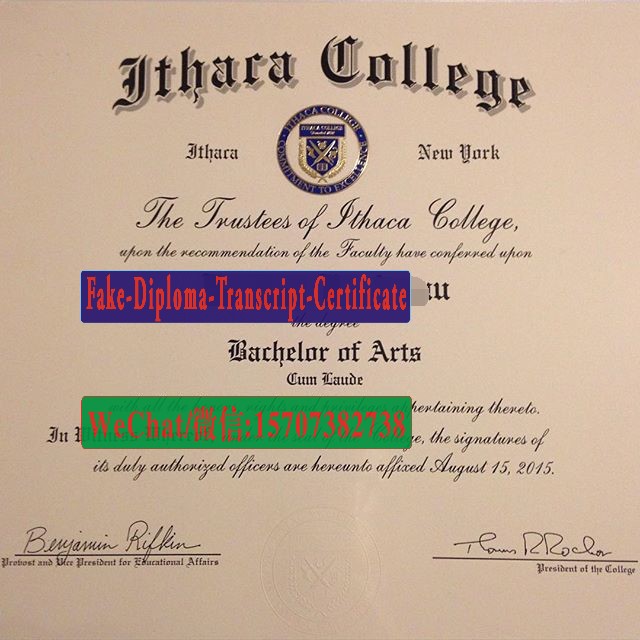 Ithaca College
Ithaca
ITHACA COLLEGE
ITHACA COLLEGE
COMMITMENT TO EXCELLENCE
New York
The Trustees of Ithaca College,
upon the recommendation of the Faculty have conferred upon
Fake-Diploma-Transcript-Certificate
the degree
Bachelor of Arts
Cum Laude
pertaining thereto.
WeChat/微信:15707382738
In the signatures of
its duly authorized officers are hereunto affixed August 15, 2015.
Benjamin Rifkin
Provost and Vice President for Educational Affairs
President of the College